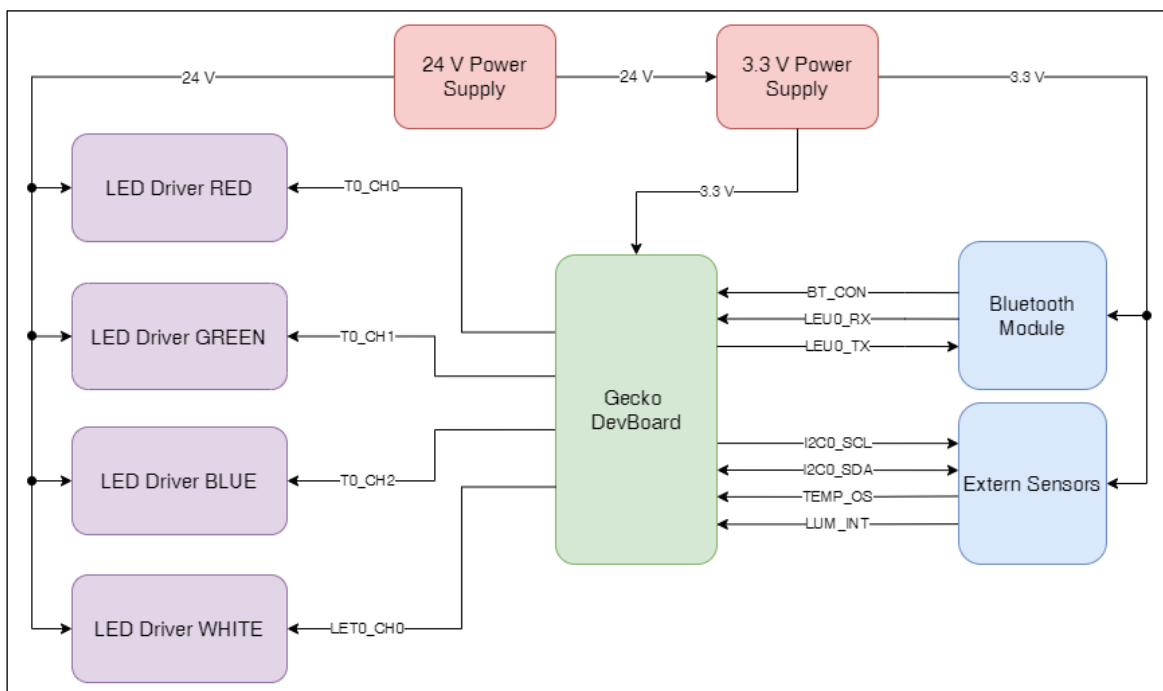 24 V
24 V Power
Supply
24 V
3.3 V Power
Supply
3.3 V
3.3 V
LED Driver RED
T0_CH0
LED Driver GREEN
T0_CH1
LED Driver BLUE
T0_CH2
LED Driver WHITE
LET0_CH0
Gecko
DevBoard
BT_CON
LEU0_RX
LEU0_TX
Bluetooth
Module
I2C0_SCL
I2C0_SDA
TEMP_OS
LUM_INT
Extern Sensors